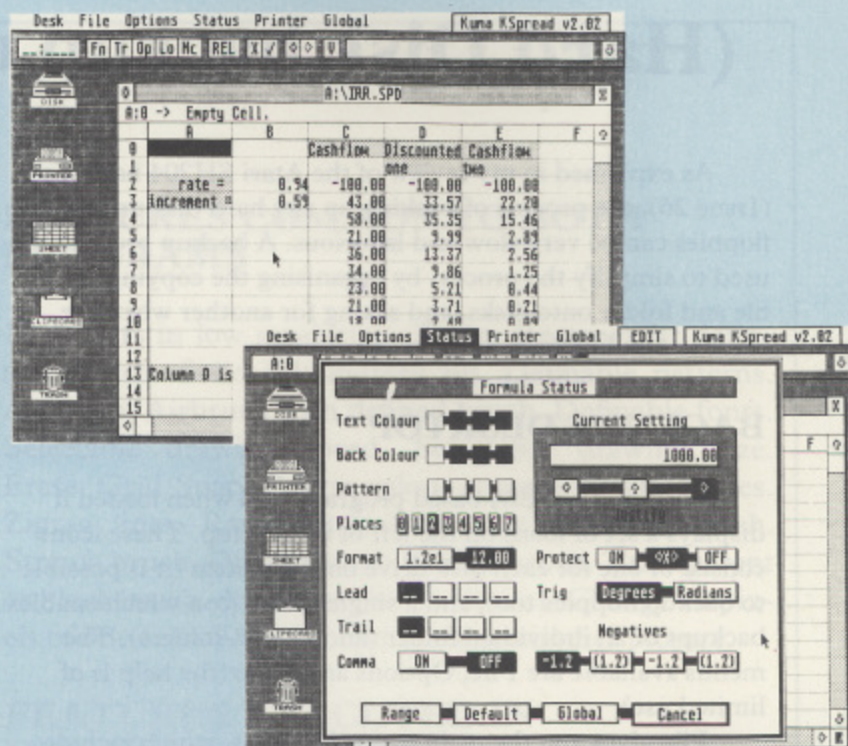 Desk File Options Status Printer Global Kuma KSpread v2.02
Fn Tr Op Lo Mc REL X √ U
DISK
A:\IRR.SPD
A:0 -> Empty Cell.
A B C D E F
0 Cashflow Discounted Cashflow
1 one two
PRINTER
2 rate = 0.94 -100.00 -100.00 -100.00
3 increment = 0.59 43.00 33.57 22.20
4 58.00 35.35 15.46
5 21.00 9.99 2.89
SHEET
6 36.00 13.37 2.56
7 34.00 9.86 1.25
8 23.00 5.21 0.44
9 21.00 3.71 0.21
CLIPBOARD
10
11
12
TRASH
13 Column D is
14
15
Desk File Options Status Printer Global EDIT Kuma KSpread v2.02
A:0
Formula Status
DISK
Text Colour
Current Setting
Back Colour
1000.00
F
PRINTER
Pattern
Justify
Places 0 1 2 3 4 5 6 7
SHEET
Format 1.2e1 12.00 Protect ON <X> OFF
Lead -- -- -- -- Trig Degrees Radians
CLIPBOARD
Trail -- -- -- -- Negatives
Comma ON OFF -1.2 (1.2) -1.2 (1.2)
TRASH
Range Default Global Cancel